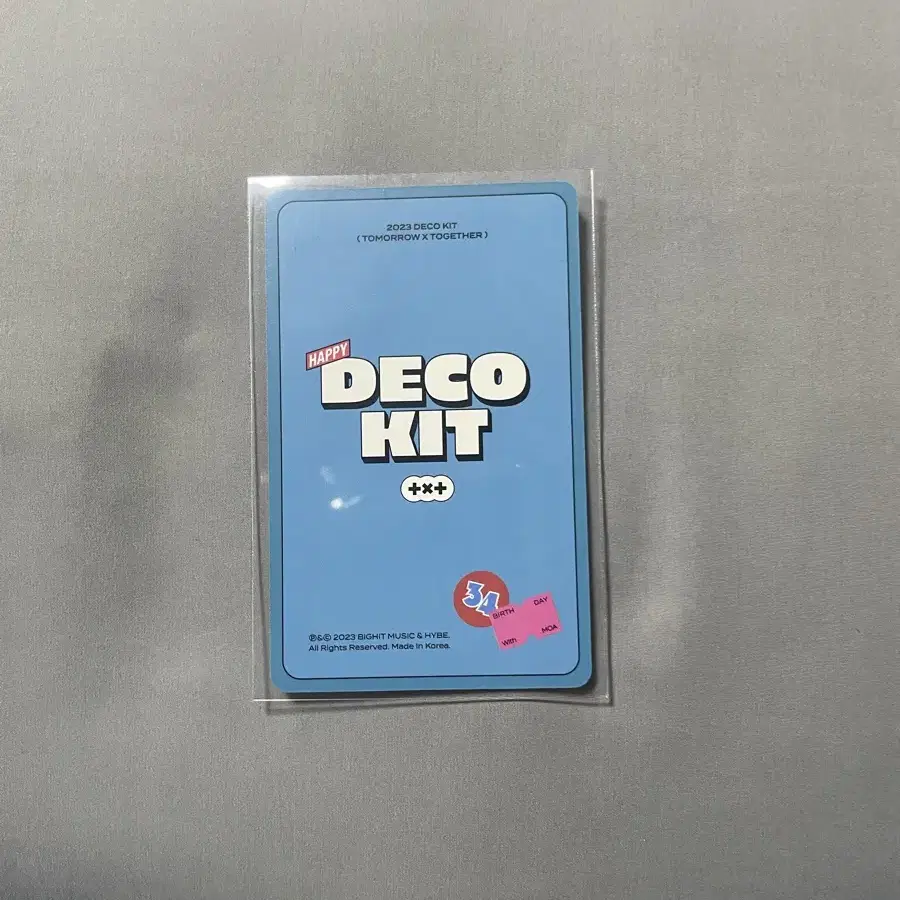 2023 DECO KIT
( TOMORROW X TOGETHER )
HAPPY
DECO
KIT
+×+
34
BIRTH DAY
With MOA
℗&© 2023 BIGHIT MUSIC & HYBE.
All Rights Reserved. Made In Korea.